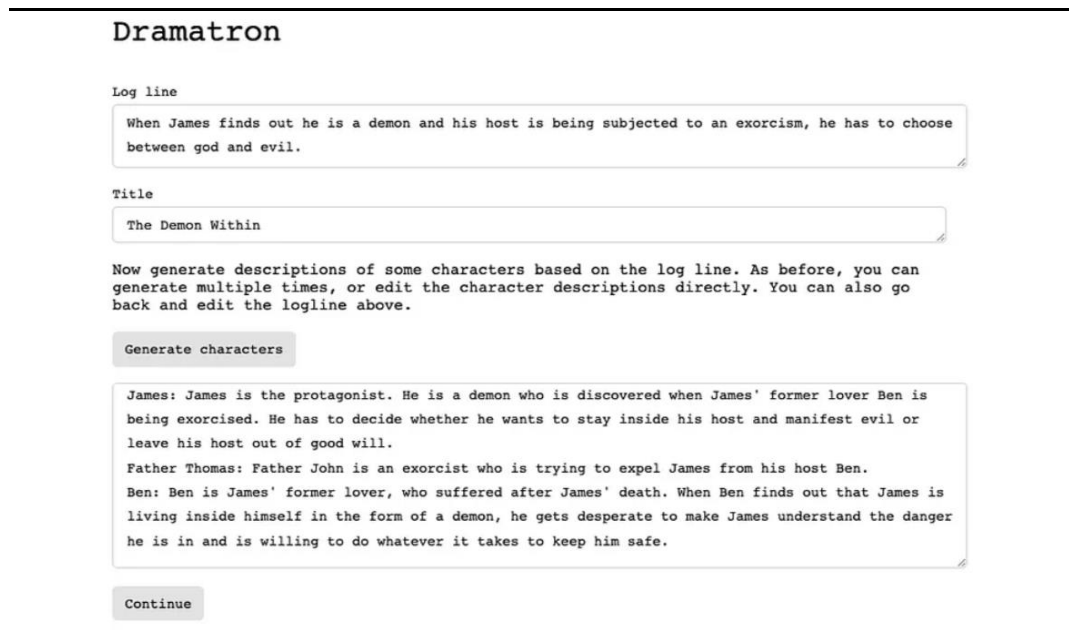 Dramatron
Log line
When James finds out he is a demon and his host is being subjected to an exorcism, he has to choose
between god and evil.
Title
The Demon Within
Now generate descriptions of some characters based on the log line. As before, you can
generate multiple times, or edit the character descriptions directly. You can also go
back and edit the logline above.
Generate characters
James: James is the protagonist. He is a demon who is discovered when James' former lover Ben is
being exorcised. He has to decide whether he wants to stay inside his host and manifest evil or
leave his host out of good will.
Father Thomas: Father John is an exorcist who is trying to expel James from his host Ben.
Ben: Ben is James' former lover, who suffered after James' death. When Ben finds out that James is
living inside himself in the form of a demon, he gets desperate to make James understand the danger
he is in and is willing to do whatever it takes to keep him safe.
Continue